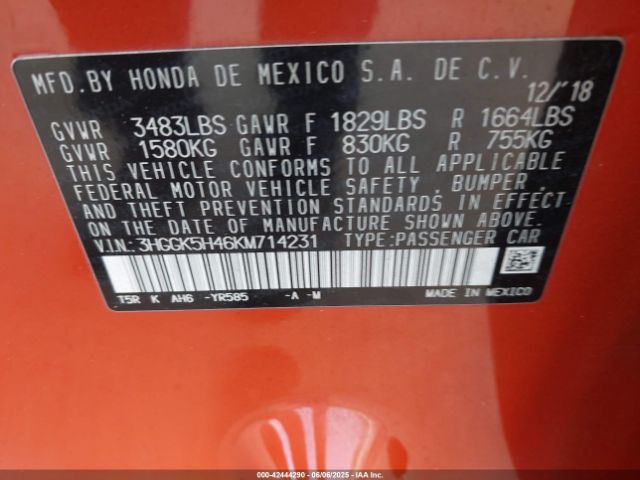 MFD.BY HONDA DE MEXICO S.A. DE C.V.
12/'18
GVWR 3483LBS GAWR F 1829LBS R 1664LBS
GVWR 1580KG GAWR F 830KG R 755KG
THIS VEHICLE CONFORMS TO ALL APPLICABLE
FEDERAL MOTOR VEHICLE SAFETY , BUMPER ,
AND THEFT PREVENTION STANDARDS IN EFFECT
ON THE DATE OF MANUFACTURE SHOWN ABOVE.
V.I.N.: 3HGGK5H46KM714231 TYPE:PASSENGER CAR
T5R K AH6 -YR585 -A -M MADE IN MEXICO
000-42444290 - 06/06/2025 - IAA.com